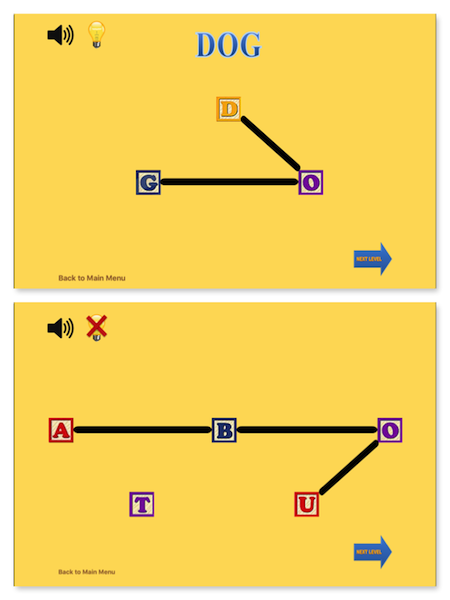 DOG
D
G O
NEXT LEVEL
Back to Main Menu
A B O
T U
NEXT LEVEL
Back to Main Menu